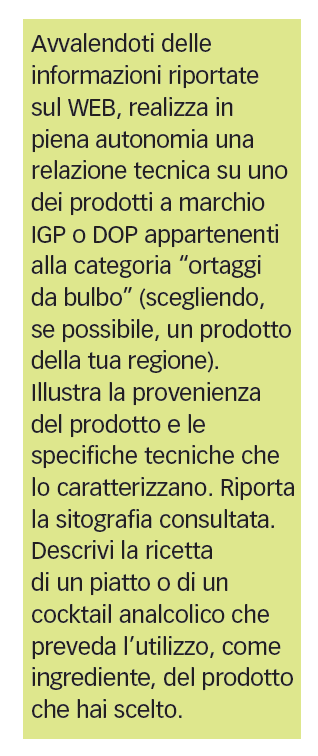 Avvalendoti delle
informazioni riportate
sul WEB, realizza in
piena autonomia una
relazione tecnica su uno
dei prodotti a marchio
IGP o DOP appartenenti
alla categoria “ortaggi
da bulbo” (scegliendo,
se possibile, un prodotto
della tua regione).
Illustra la provenienza
del prodotto e le
specifiche tecniche che
lo caratterizzano. Riporta
la sitografia consultata.
Descrivi la ricetta
di un piatto o di un
cocktail analcolico che
preveda l’utilizzo, come
ingrediente, del prodotto
che hai scelto.